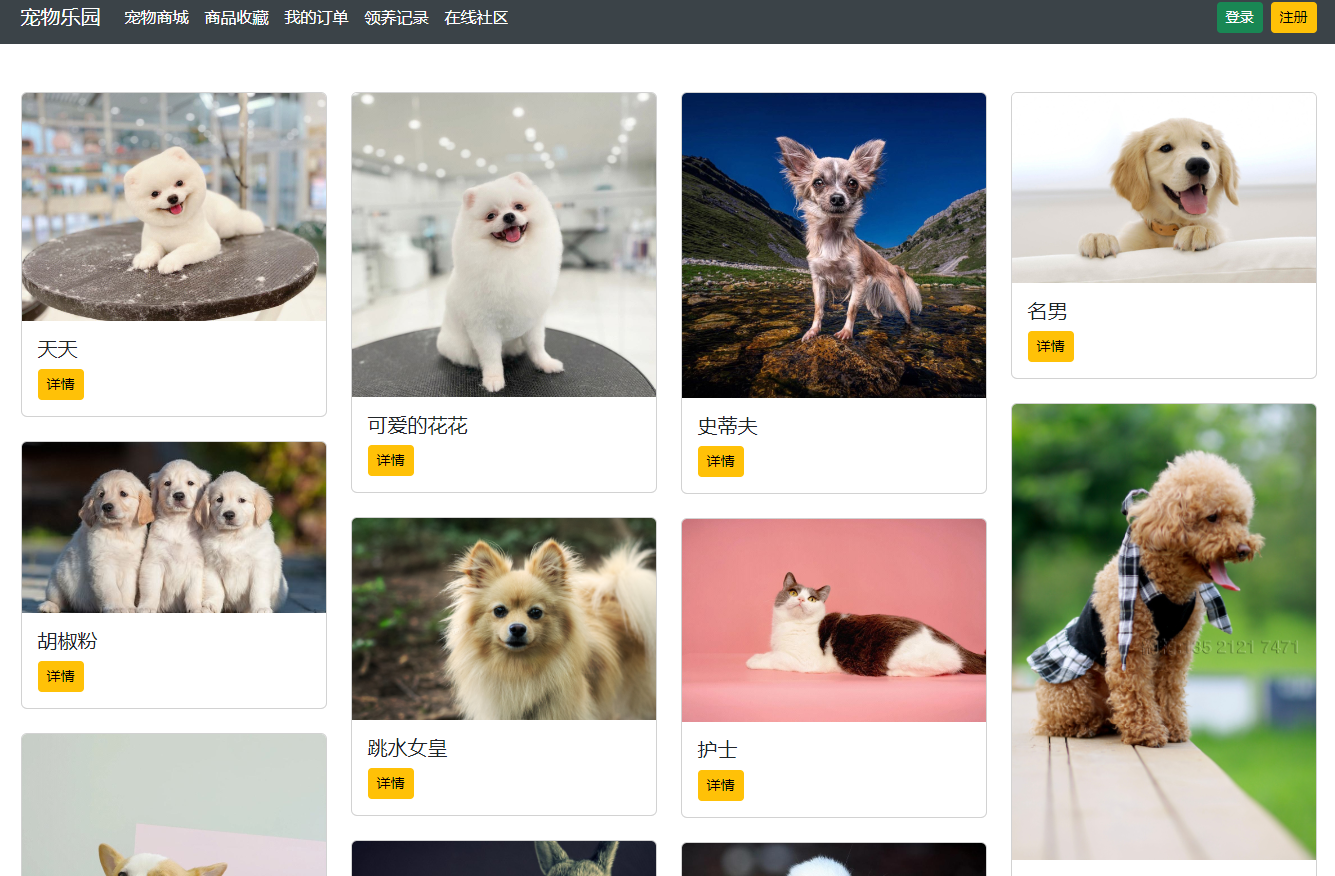 宠物乐园 宠物商城 商品收藏 我的订单 领养记录 在线社区 登录 注册
天天
详情
可爱的花花
详情
史蒂夫
详情
名男
详情
胡椒粉
详情
跳水女皇
详情
护士
详情
135 2121 7471